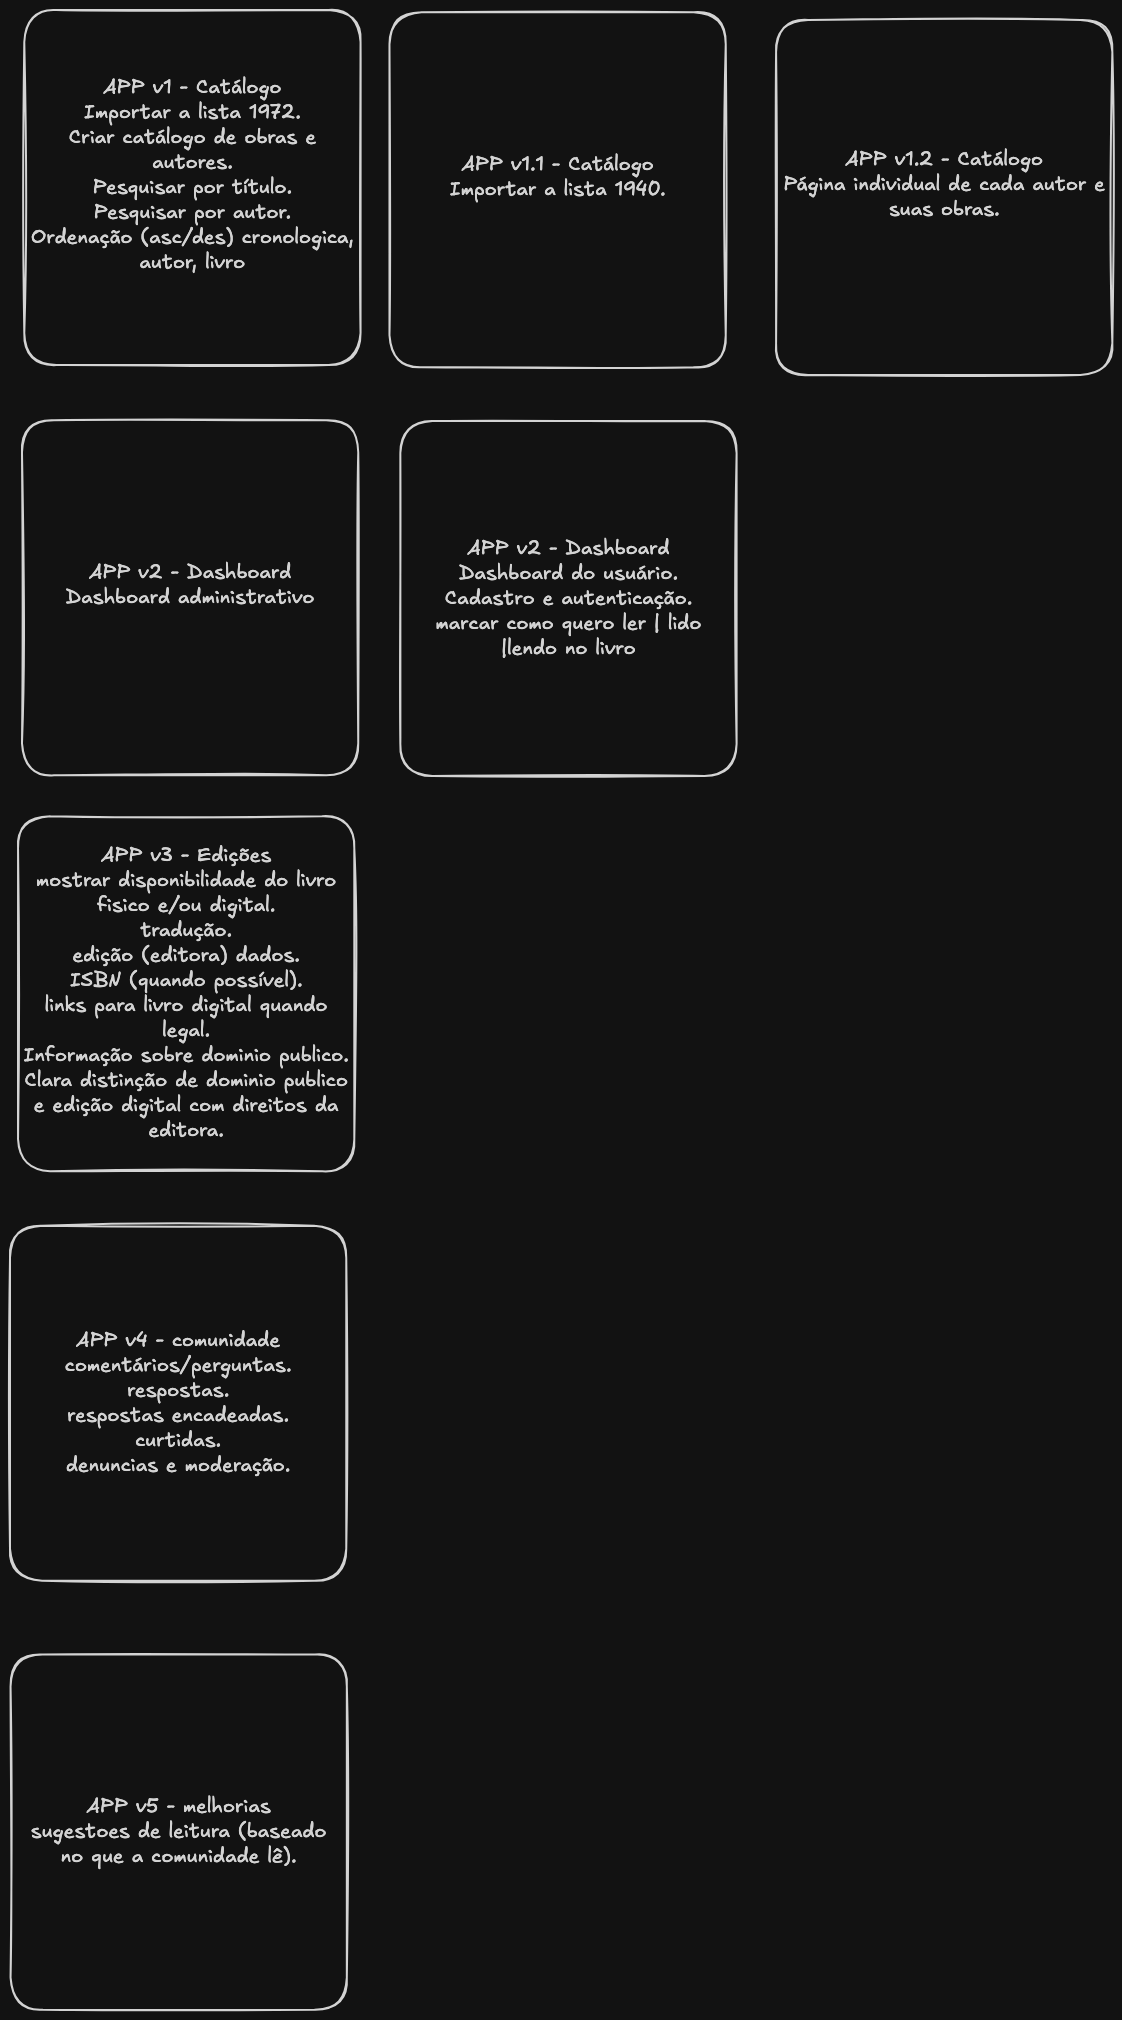 APP v1 - Catálogo
Importar a lista 1972.
Criar catálogo de obras e
autores.
Pesquisar por título.
Pesquisar por autor.
Ordenação (asc/des) cronologica,
autor, livro
APP v1.1 - Catálogo
Importar a lista 1940.
APP v1.2 - Catálogo
Página individual de cada autor e
suas obras.
APP v2 - Dashboard
Dashboard administrativo
APP v2 - Dashboard
Dashboard do usuário.
Cadastro e autenticação.
marcar como quero ler | lido
|lendo no livro
APP v3 - Edições
mostrar disponibilidade do livro
fisico e/ou digital.
tradução.
edição (editora) dados.
ISBN (quando possível).
links para livro digital quando
legal.
Informação sobre dominio publico.
Clara distinção de dominio publico
e edição digital com direitos da
editora.
APP v4 - comunidade
comentários/perguntas.
respostas.
respostas encadeadas.
curtidas.
denuncias e moderação.
APP v5 - melhorias
sugestoes de leitura (baseado
no que a comunidade lê).